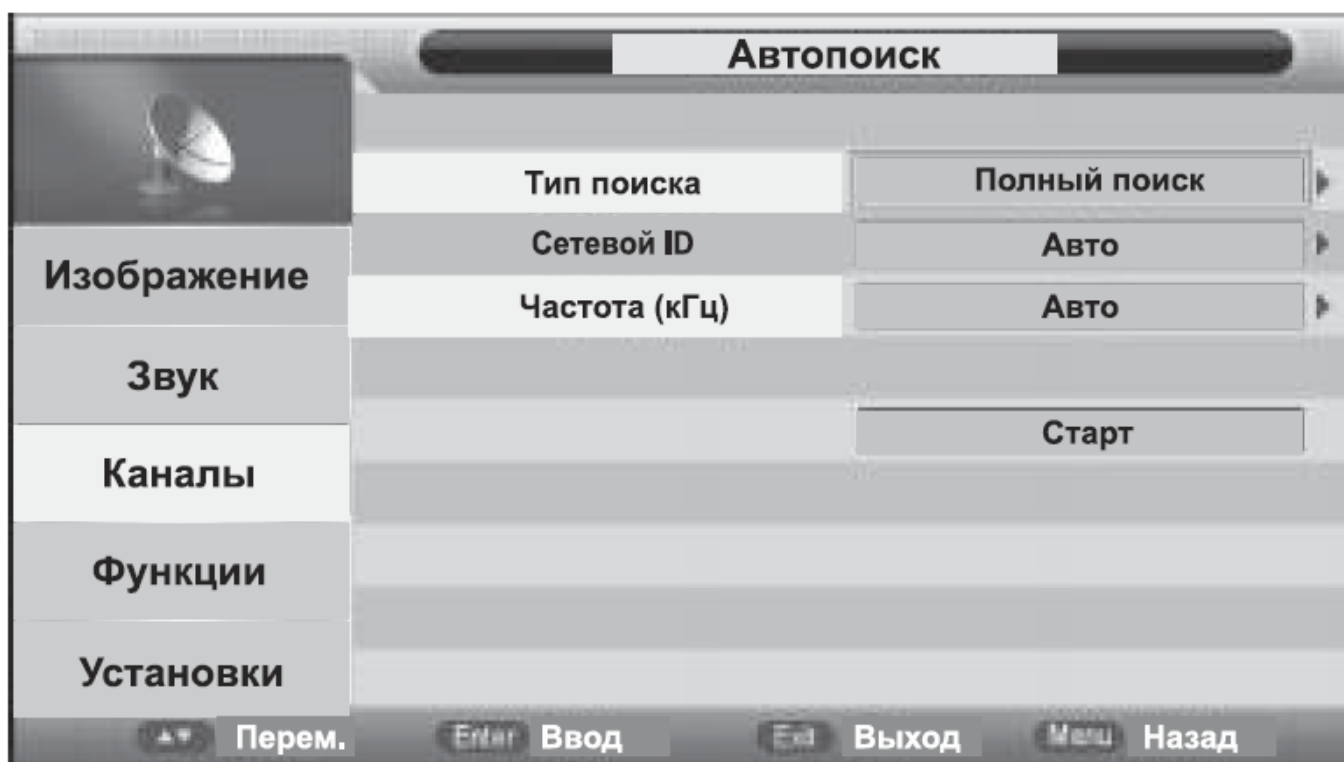 Автопоиск
Тип поиска Полный поиск
Сетевой ID Авто
Частота (кГц) Авто
Старт
Изображение
Звук
Каналы
Функции
Установки
Перем. Enter Ввод Exit Выход Menu Назад